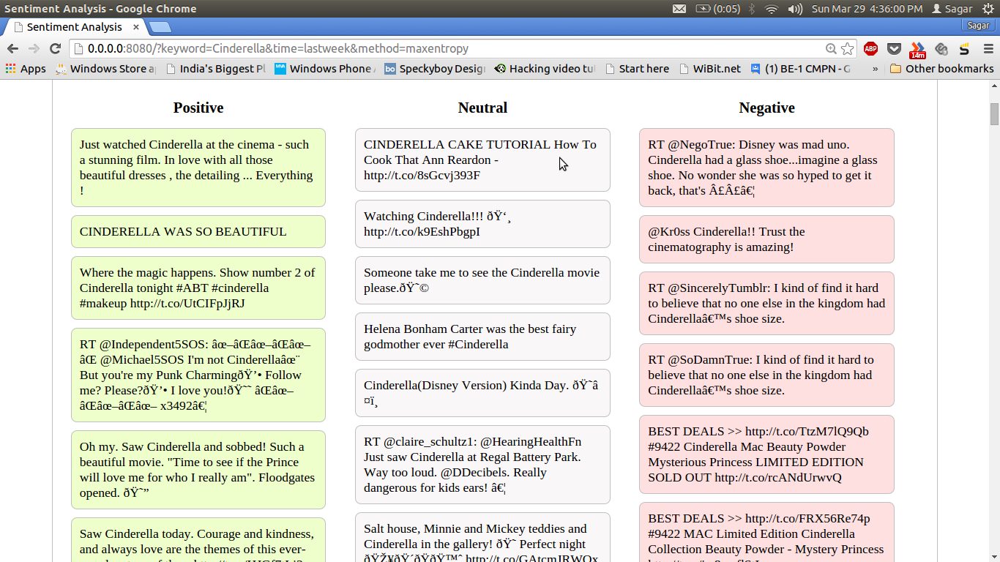 Sentiment Analysis - Google Chrome
(0:05)
Sun Mar 29 4:36:00 PM
Sagar
Sentiment Analysis ×
Sagar
0.0.0.0:8080/?keyword=Cinderella&time=lastweek&method=maxentropy
ABP
14m
Apps
Windows Store a
India's Biggest Pl
MVA
Windows Phone
bo
Speckyboy Design
Hacking video tu
Start here
WiBit.net
(1) BE-1 CMPN - G
»
Other bookmarks
Positive
Just watched Cinderella at the cinema - such
a stunning film. In love with all those
beautiful dresses , the detailing ... Everything
!
CINDERELLA WAS SO BEAUTIFUL
Where the magic happens. Show number 2 of
Cinderella tonight #ABT #cinderella
#makeup http://t.co/UtCIFpJjRJ
RT @Independent5SOS: âœ–âŒâœ–âŒâœ–
âŒ @Michael5SOS I'm not Cinderellaâœ¨
But you're my Punk CharmingðŸ’• Follow
me? Please?ðŸ’• I love you!ðŸ˜˜ âŒâœ–
âŒâœ–âŒâœ– x3492â€¦
Oh my. Saw Cinderella and sobbed! Such a
beautiful movie. "Time to see if the Prince
will love me for who I really am". Floodgates
opened. ðŸ˜”
Saw Cinderella today. Courage and kindness,
and always love are the themes of this ever-
Neutral
CINDERELLA CAKE TUTORIAL How To
Cook That Ann Reardon -
http://t.co/8sGcvj393F
Watching Cinderella!!! ðŸ‘¸
http://t.co/k9EshPbgpI
Someone take me to see the Cinderella movie
please.ðŸ˜©
Helena Bonham Carter was the best fairy
godmother ever #Cinderella
Cinderella(Disney Version) Kinda Day. ðŸ˜â
¤ï¸
RT @claire_schultz1: @HearingHealthFn
Just saw Cinderella at Regal Battery Park.
Way too loud. @DDecibels. Really
dangerous for kids ears! â€¦
Salt house, Minnie and Mickey teddies and
Cinderella in the gallery! ðŸ˜ Perfect night
http://t.co/GAtcmJRWOx
Negative
RT @NegoTrue: Disney was mad uno.
Cinderella had a glass shoe...imagine a glass
shoe. No wonder she was so hyped to get it
back, that's Â£Â£â€¦
@Kr0ss Cinderella!! Trust the
cinematography is amazing!
RT @SincerelyTumblr: I kind of find it hard
to believe that no one else in the kingdom had
Cinderellaâ€™s shoe size.
RT @SoDamnTrue: I kind of find it hard to
believe that no one else in the kingdom had
Cinderellaâ€™s shoe size.
BEST DEALS >> http://t.co/TtzM7lQ9Qb
#9422 Cinderella Mac Beauty Powder
Mysterious Princess LIMITED EDITION
SOLD OUT http://t.co/rcANdUrwvQ
BEST DEALS >> http://t.co/FRX56Re74p
#9422 MAC Limited Edition Cinderella
Collection Beauty Powder - Mystery Princess